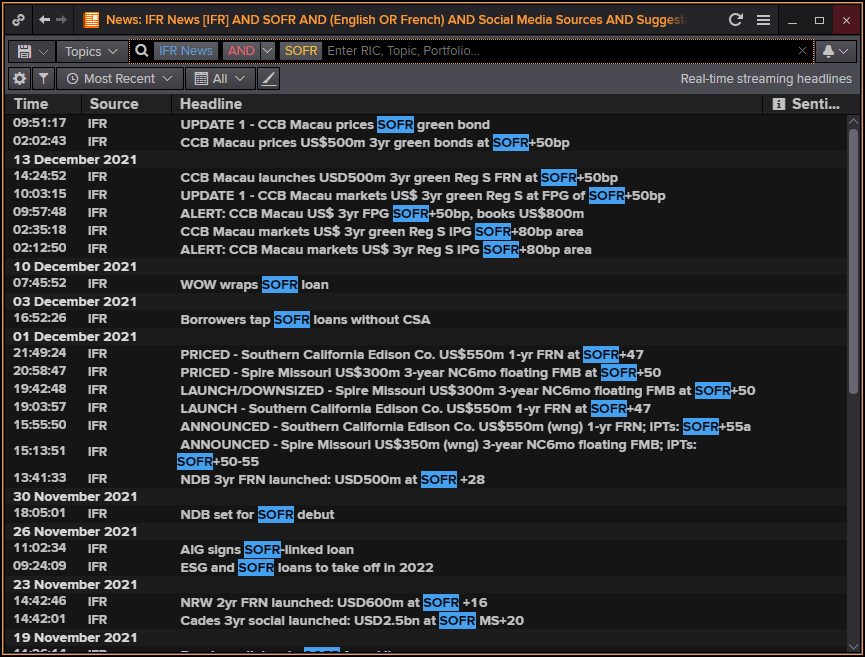 News: IFR News [IFR] AND SOFR AND (English OR French) AND Social Media Sources AND Suggest
Topics IFR News AND SOFR Enter RIC, Topic, Portfolio...
Most Recent All Real-time streaming headlines
Time Source Headline Senti...
09:51:17 IFR UPDATE 1 - CCB Macau prices SOFR green bond
02:02:43 IFR CCB Macau prices US$500m 3yr green bonds at SOFR+50bp
13 December 2021
14:24:52 IFR CCB Macau launches USD500m 3yr green Reg S FRN at SOFR+50bp
10:03:15 IFR UPDATE 1 - CCB Macau markets US$ 3yr green Reg S at FPG of SOFR+50bp
09:57:48 IFR ALERT: CCB Macau US$ 3yr FPG SOFR+50bp, books US$800m
02:35:18 IFR CCB Macau markets US$ 3yr green Reg S IPG SOFR+80bp area
02:12:50 IFR ALERT: CCB Macau markets US$ 3yr Reg S IPG SOFR+80bp area
10 December 2021
07:45:52 IFR WOW wraps SOFR loan
03 December 2021
16:52:26 IFR Borrowers tap SOFR loans without CSA
01 December 2021
21:49:24 IFR PRICED - Southern California Edison Co. US$550m 1-yr FRN at SOFR+47
20:58:47 IFR PRICED - Spire Missouri US$300m 3-year NC6mo floating FMB at SOFR+50
19:42:48 IFR LAUNCH/DOWNSIZED - Spire Missouri US$300m 3-year NC6mo floating FMB at SOFR+50
19:03:57 IFR LAUNCH - Southern California Edison Co. US$550m 1-yr FRN at SOFR+47
15:55:50 IFR ANNOUNCED - Southern California Edison Co. US$550m (wng) 1-yr FRN; IPTs: SOFR+55a
15:13:51 IFR ANNOUNCED - Spire Missouri US$350m (wng) 3-year NC6mo floating FMB; IPTs:
SOFR+50-55
13:41:33 IFR NDB 3yr FRN launched: USD500m at SOFR +28
30 November 2021
18:05:01 IFR NDB set for SOFR debut
26 November 2021
11:02:34 IFR AIG signs SOFR-linked loan
09:24:09 IFR ESG and SOFR loans to take off in 2022
23 November 2021
14:42:46 IFR NRW 2yr FRN launched: USD600m at SOFR +16
14:42:01 IFR Cades 3yr social launched: USD2.5bn at SOFR MS+20
19 November 2021